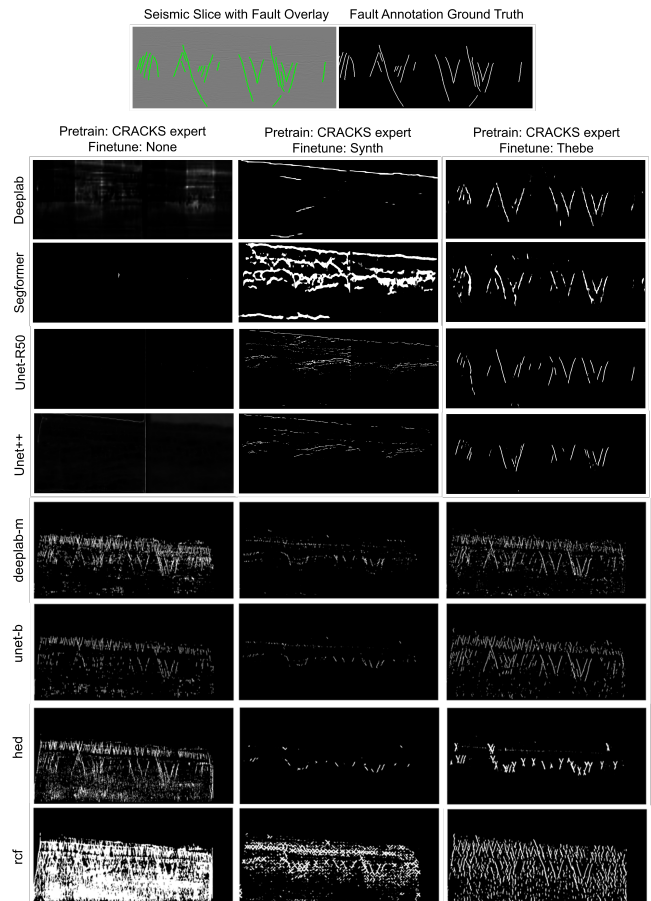 Seismic Slice with Fault Overlay
Fault Annotation Ground Truth
Pretrain: CRACKS expert
Finetune: None
Pretrain: CRACKS expert
Finetune: Synth
Pretrain: CRACKS expert
Finetune: Thebe
Deeplab
Segformer
Unet-R50
Unet++
deeplab-m
unet-b
hed
rcf